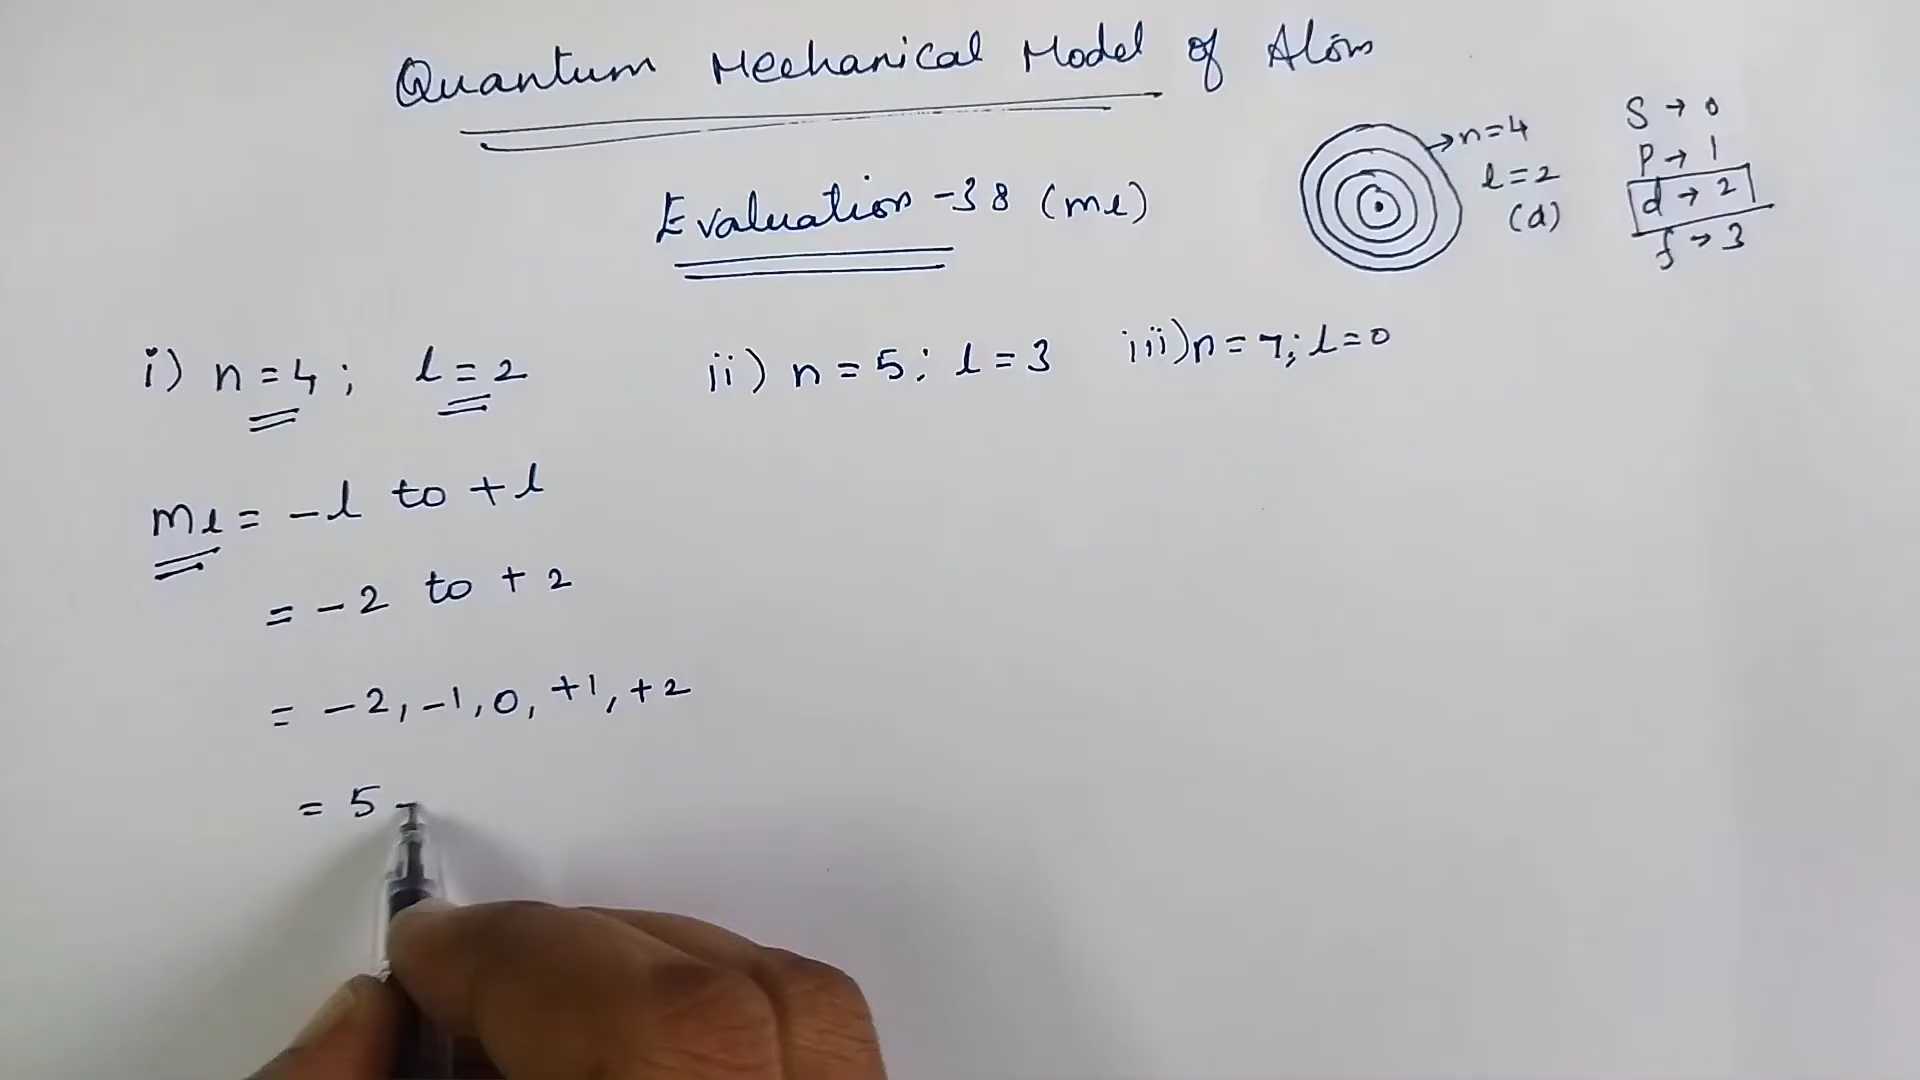 Quantum Mechanical Model of Atom
Evaluation -38 (ml)
n=4
l=2
(d)
S → 0
P → 1
d → 2
f → 3
i) n = 4 ; l = 2
ii) n = 5 ; l = 3
iii) n = 7 ; l = 0
ml = -l to +l
= -2 to +2
= -2, -1, 0, +1, +2
= 5